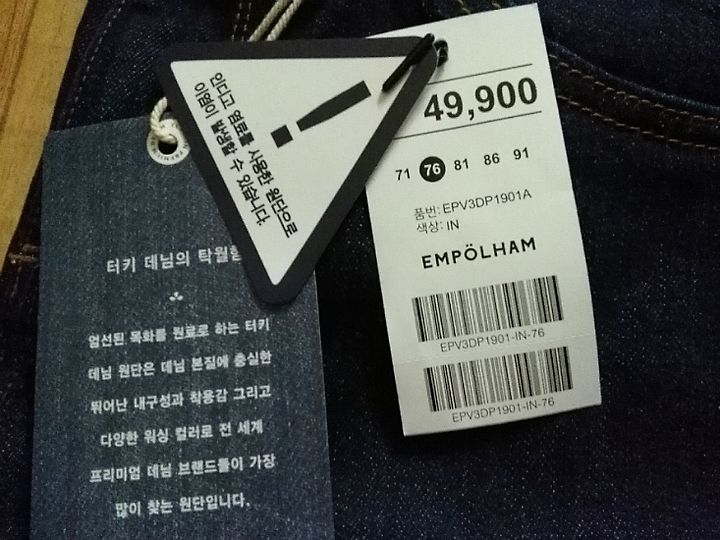 인디고 염료를 사용한 원단으로
이염이 발생할 수 있습니다.
49,900
71 76 81 86 91
품번: EPV3DP1901A
색상: IN
EMPÖLHAM
EPV3DP1901-IN-76
EPV3DP1901-IN-76
터키 데님의
엄선된 목화를 원료로 하는 터키
데님 원단은 데님 본질에 충실한
뛰어난 내구성과 착용감 그리고
다양한 워싱 컬러로 전 세계
프리미엄 데님 브랜드들이 가장
많이 찾는 원단입니다.